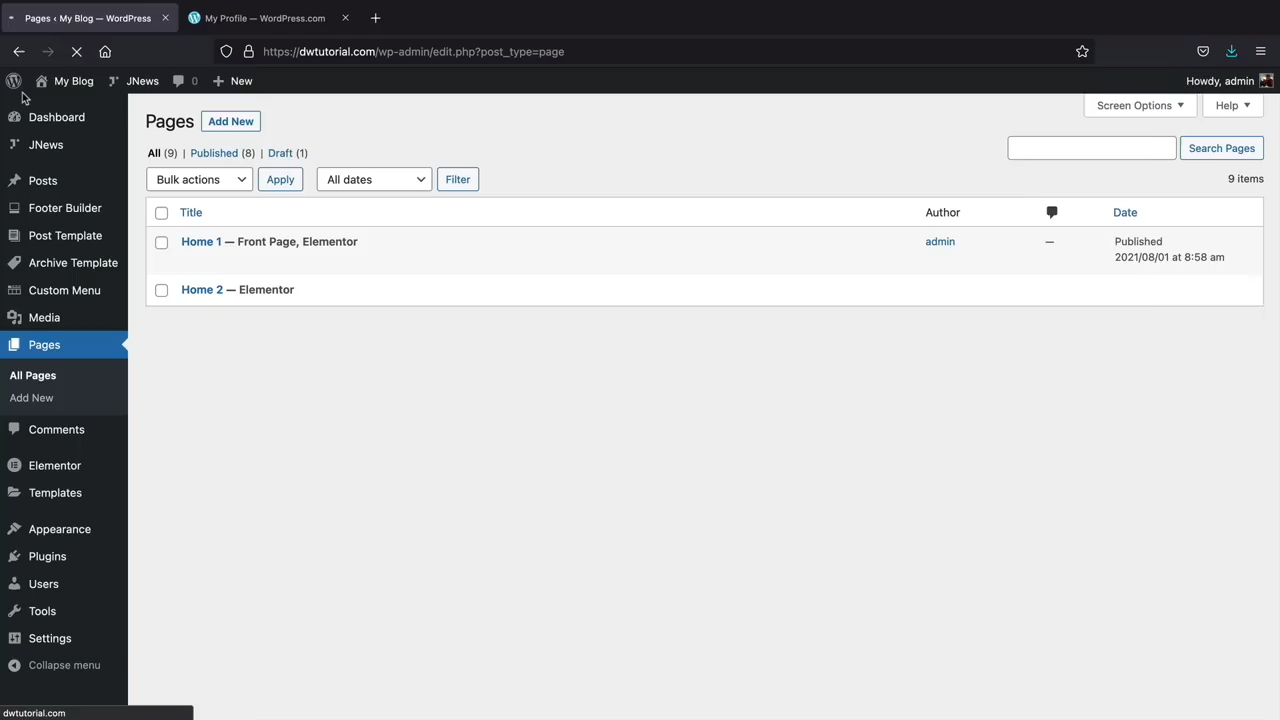 Pages ‹ My Blog — WordPress
My Profile — WordPress.com
https://dwtutorial.com/wp-admin/edit.php?post_type=page
My Blog JNews 0 New Howdy, admin
Dashboard
JNews
Posts
Footer Builder
Post Template
Archive Template
Custom Menu
Media
Pages
All Pages
Add New
Comments
Elementor
Templates
Appearance
Plugins
Users
Tools
Settings
Collapse menu
Screen Options Help
Pages Add New
All (9) | Published (8) | Draft (1)
Search Pages
Bulk actions Apply All dates Filter 9 items
Title Author Date
Home 1 — Front Page, Elementor admin — Published
2021/08/01 at 8:58 am
Home 2 — Elementor
dwtutorial.com